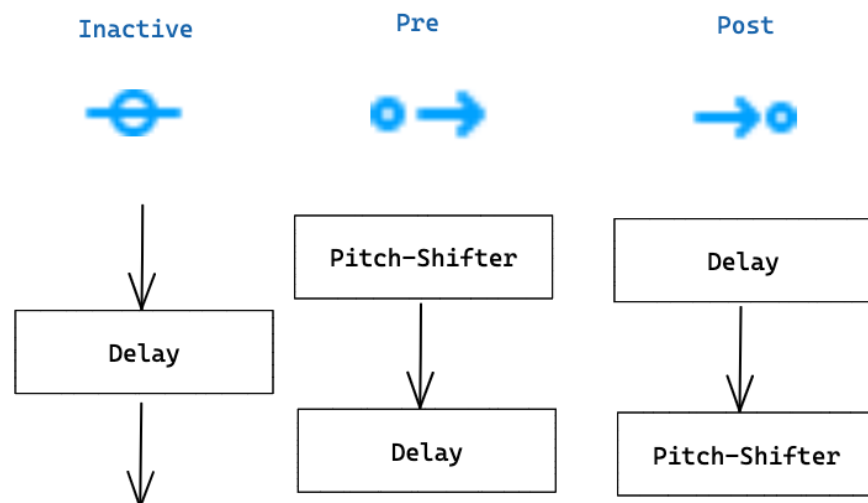 Inactive
Pre
Post
Pitch-Shifter
Delay
Delay
Delay
Pitch-Shifter